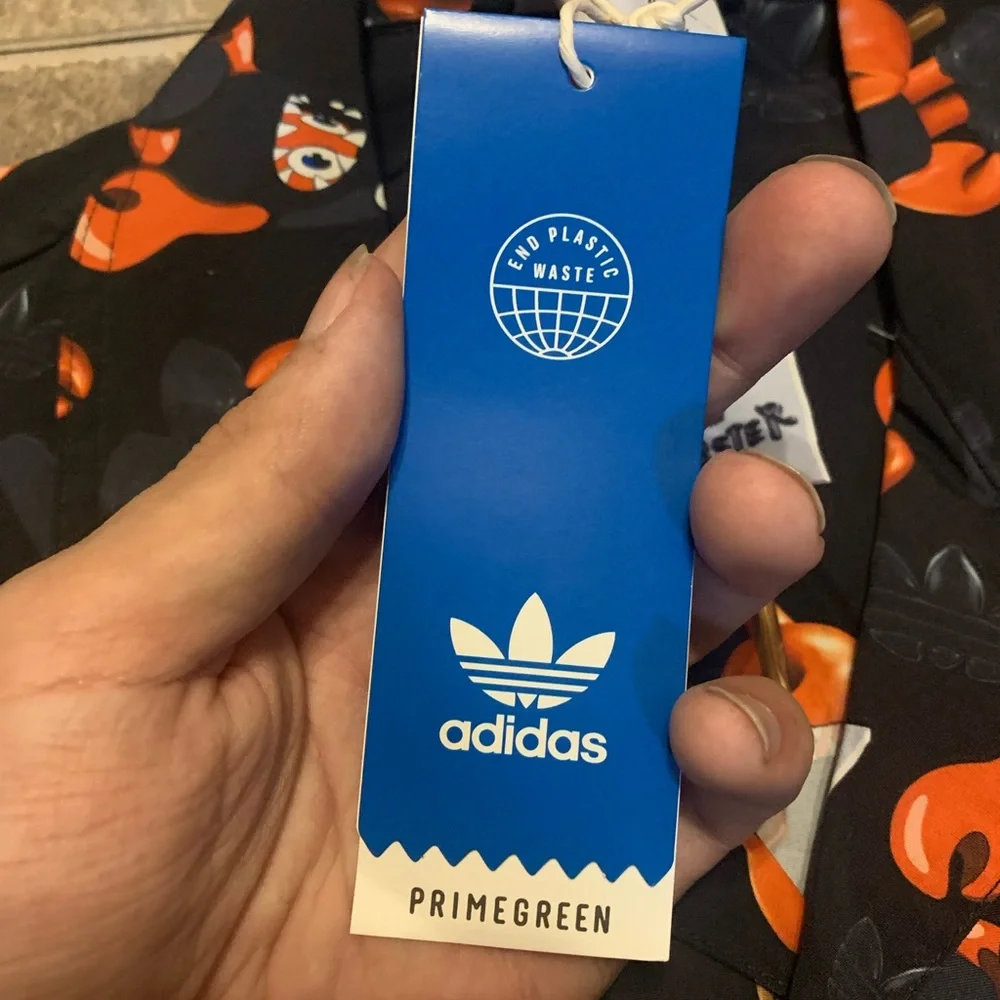 END PLASTIC
WASTE
adidas
PRIMEGREEN